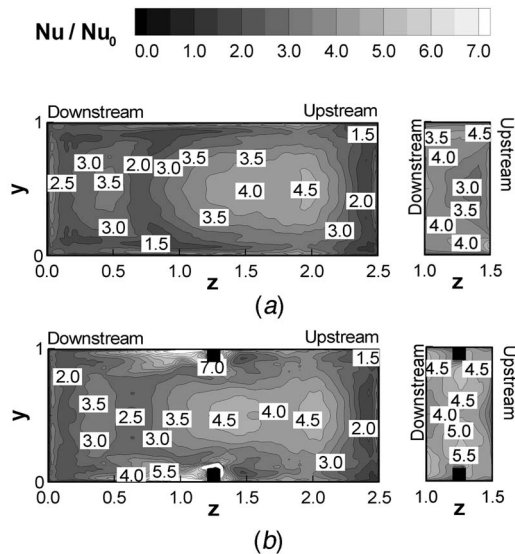 Nu / Nu0
0.0 2.0 4.0 6.0
1.0 3.0 5.0 7.0
Downstream Upstream
1 0
y
2.5 3.0 3.5 2.0 3.0 3.5 3.5 4.0 4.5 1.5 2.0 3.0 3.5 1.5 3.0
0.0 0.5 1.0 1.5 2.0 2.5
z
Downstream Upstream
3.5 4.5 4.0 3.0 3.5 4.0 4.0
1.0 1.5
z
(a)
Downstream Upstream
1 0
y
2.0 3.5 2.5 3.0 3.0 3.5 4.5 4.0 4.5 7.0 1.5 2.0 3.0 4.0 5.5
0.0 0.5 1.0 1.5 2.0 2.5
z
Downstream Upstream
4.5 4.5 4.5 4.0 5.0 5.5
1.0 1.5
z
(b)